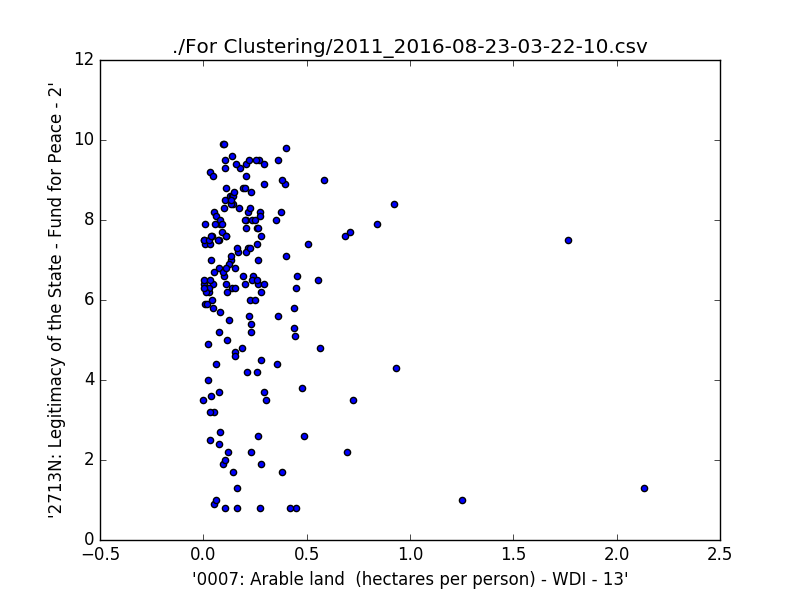 ./For Clustering/2011_2016-08-23-03-22-10.csv
'2713N: Legitimacy of the State - Fund for Peace - 2'
12
10
8
6
4
2
0
−0.5 0.0 0.5 1.0 1.5 2.0 2.5
'0007: Arable land  (hectares per person) - WDI - 13'